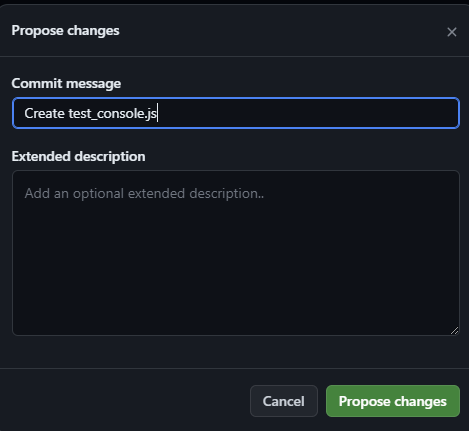 Propose changes
Commit message
Create test_console.js
Extended description
Add an optional extended description..
Cancel
Propose changes